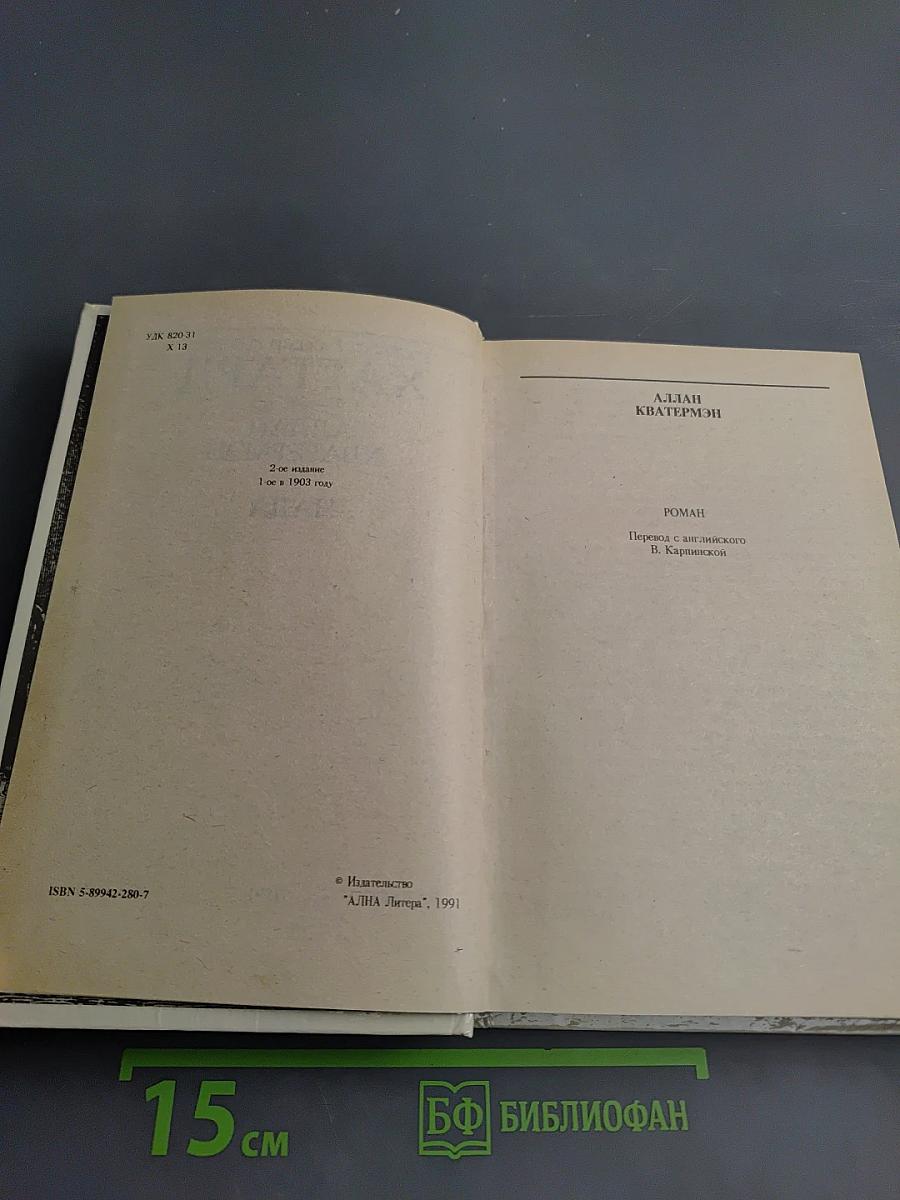 УДК 820-31
Х 13
2-ое издание
1-ое в 1903 году
ISBN 5-89942-280-7
© Издательство
"АЛНА Литера", 1991
АЛЛАН
КВАТЕРМЭН
РОМАН
Перевод с английского
В. Карпинской
15 см
БФ БИБЛИОФАН